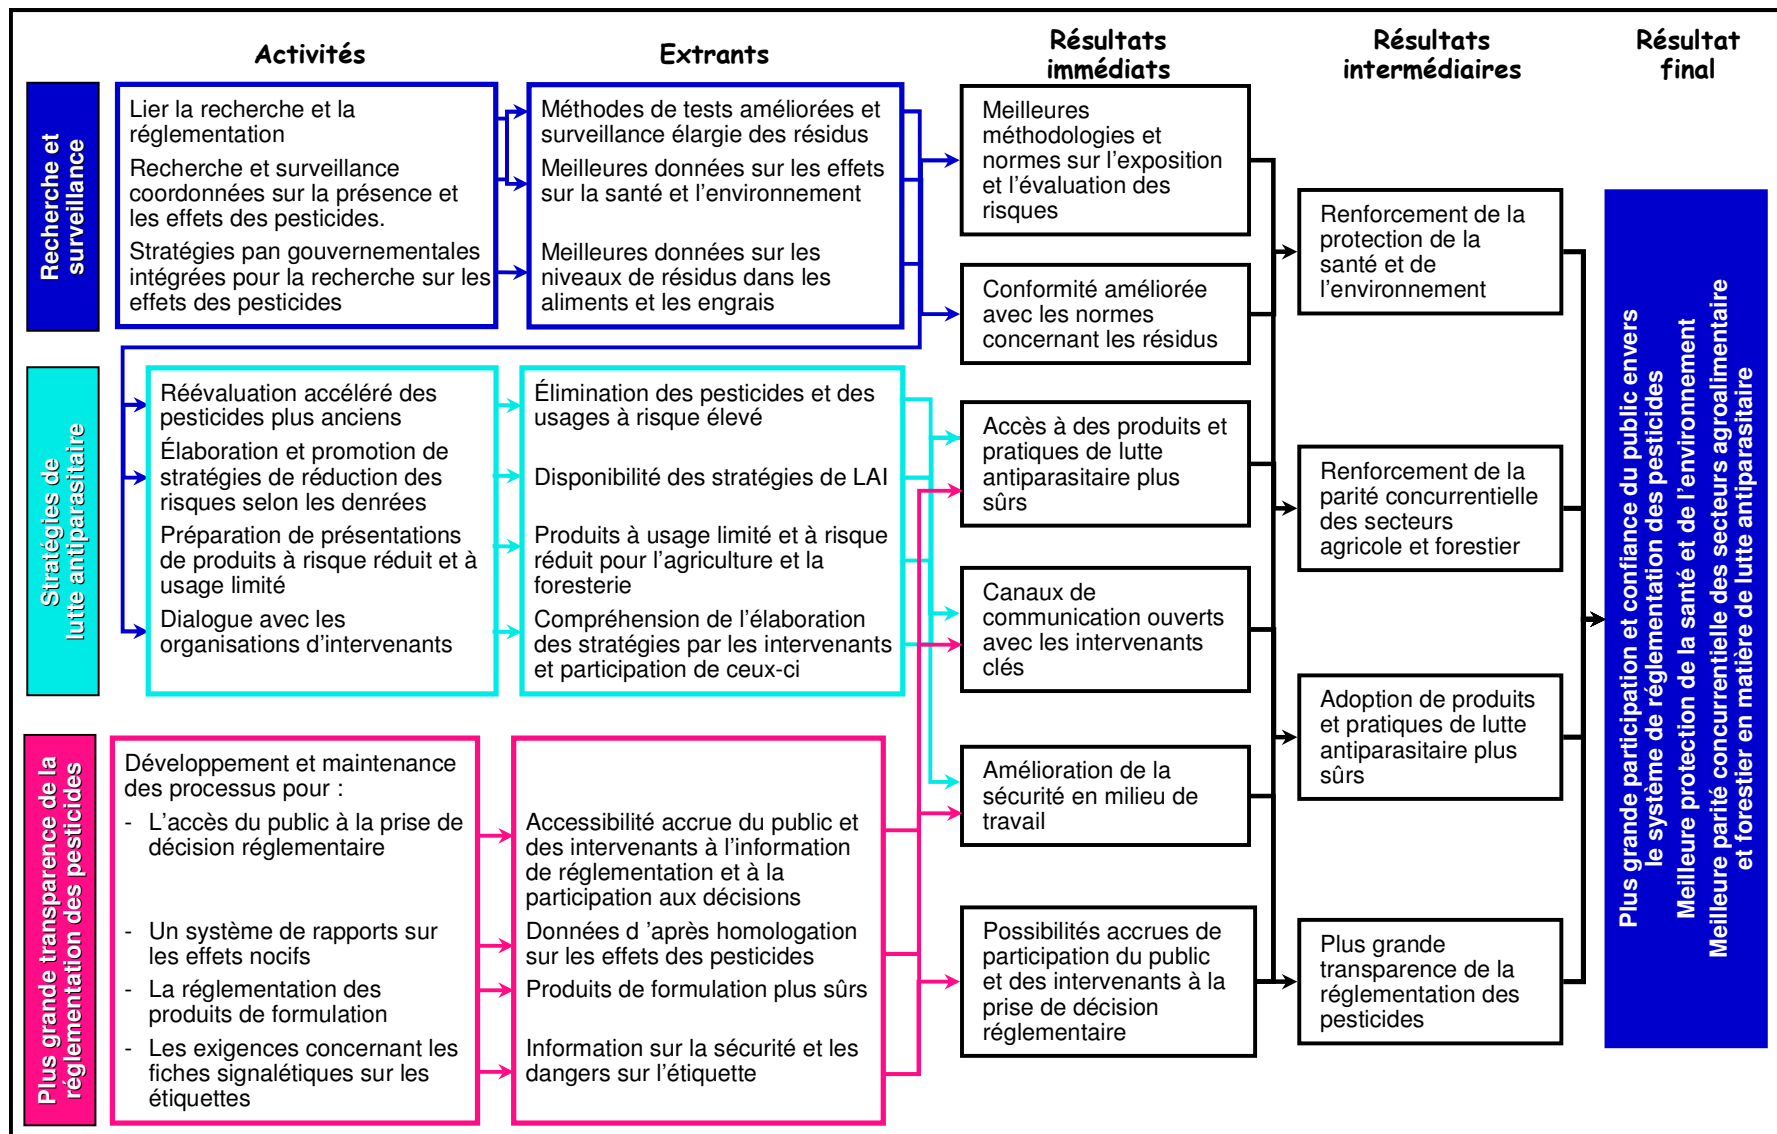 Activités
Extrants
Résultats
immédiats
Résultats
intermédiaires
Résultat
final
Recherche et
surveillance
Lier la recherche et la
réglementation
Recherche et surveillance
coordonnées sur la présence et
les effets des pesticides.
Stratégies pan gouvernementales
intégrées pour la recherche sur les
effets des pesticides
Méthodes de tests améliorées et
surveillance élargie des résidus
Meilleures données sur les effets
sur la santé et l'environnement
Meilleures données sur les
niveaux de résidus dans les
aliments et les engrais
Stratégies de
lutte antiparasitaire
Réévaluation accéléré des
pesticides plus anciens
Élaboration et promotion de
stratégies de réduction des
risques selon les denrées
Préparation de présentations
de produits à risque réduit et à
usage limité
Dialogue avec les
organisations d'intervenants
Élimination des pesticides et des
usages à risque élevé
Disponibilité des stratégies de LAI
Produits à usage limité et à risque
réduit pour l'agriculture et la
foresterie
Compréhension de l'élaboration
des stratégies par les intervenants
et participation de ceux-ci
Plus grande transparence de la
réglementation des pesticides
Développement et maintenance
des processus pour :
- L'accès du public à la prise de
décision réglementaire
- Un système de rapports sur
les effets nocifs
- La réglementation des
produits de formulation
- Les exigences concernant les
fiches signalétiques sur les
étiquettes
Accessibilité accrue du public et
des intervenants à l'information
de réglementation et à la
participation aux décisions
Données d 'après homologation
sur les effets des pesticides
Produits de formulation plus sûrs
Information sur la sécurité et les
dangers sur l'étiquette
Meilleures
méthodologies et
normes sur l'exposition
et l'évaluation des
risques
Conformité améliorée
avec les normes
concernant les résidus
Accès à des produits et
pratiques de lutte
antiparasitaire plus
sûrs
Canaux de
communication ouverts
avec les intervenants
clés
Amélioration de la
sécurité en milieu de
travail
Possibilités accrues de
participation du public
et des intervenants à la
prise de décision
réglementaire
Renforcement de la
protection de la
santé et de
l'environnement
Renforcement de la
parité concurrentielle
des secteurs
agricole et forestier
Adoption de produits
et pratiques de lutte
antiparasitaire plus
sûrs
Plus grande
transparence de la
réglementation des
pesticides
Plus grande participation et confiance du public envers
le système de réglementation des pesticides
Meilleure protection de la santé et de l'environnement
Meilleure parité concurrentielle des secteurs agroalimentaire
et forestier en matière de lutte antiparasitaire